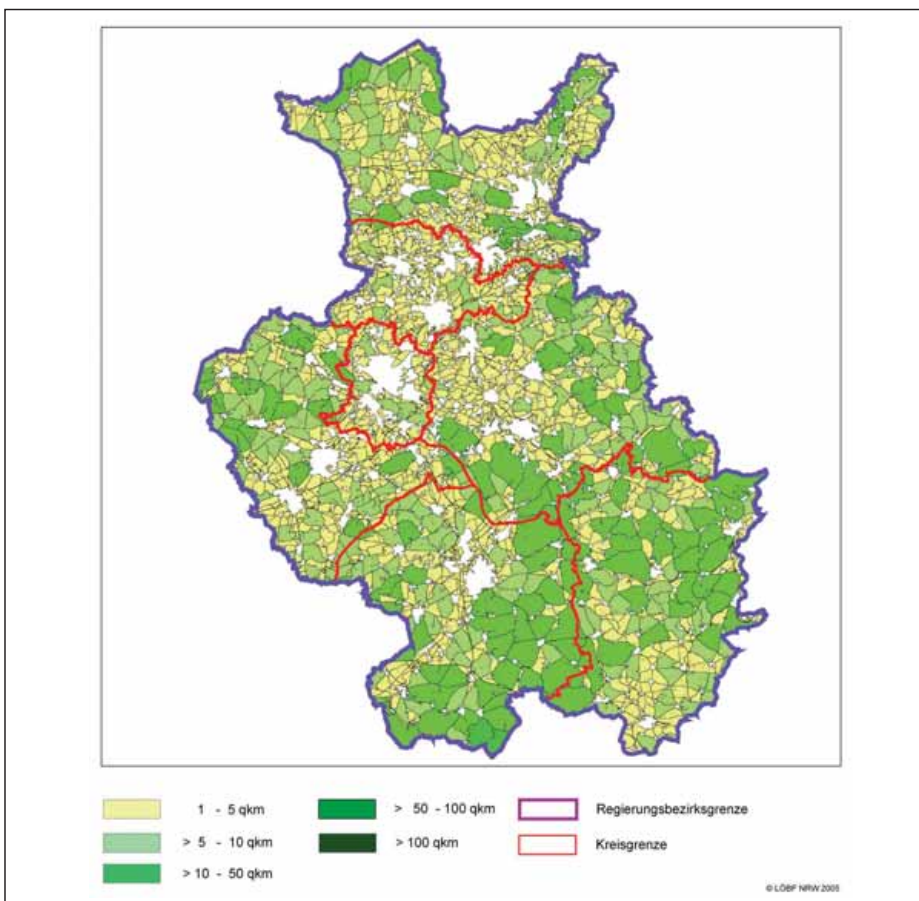 1 - 5 qkm
> 5 - 10 qkm
> 10 - 50 qkm
> 50 - 100 qkm
> 100 qkm
Regierungsbezirksgrenze
Kreisgrenze
© LÖBF NRW 2005